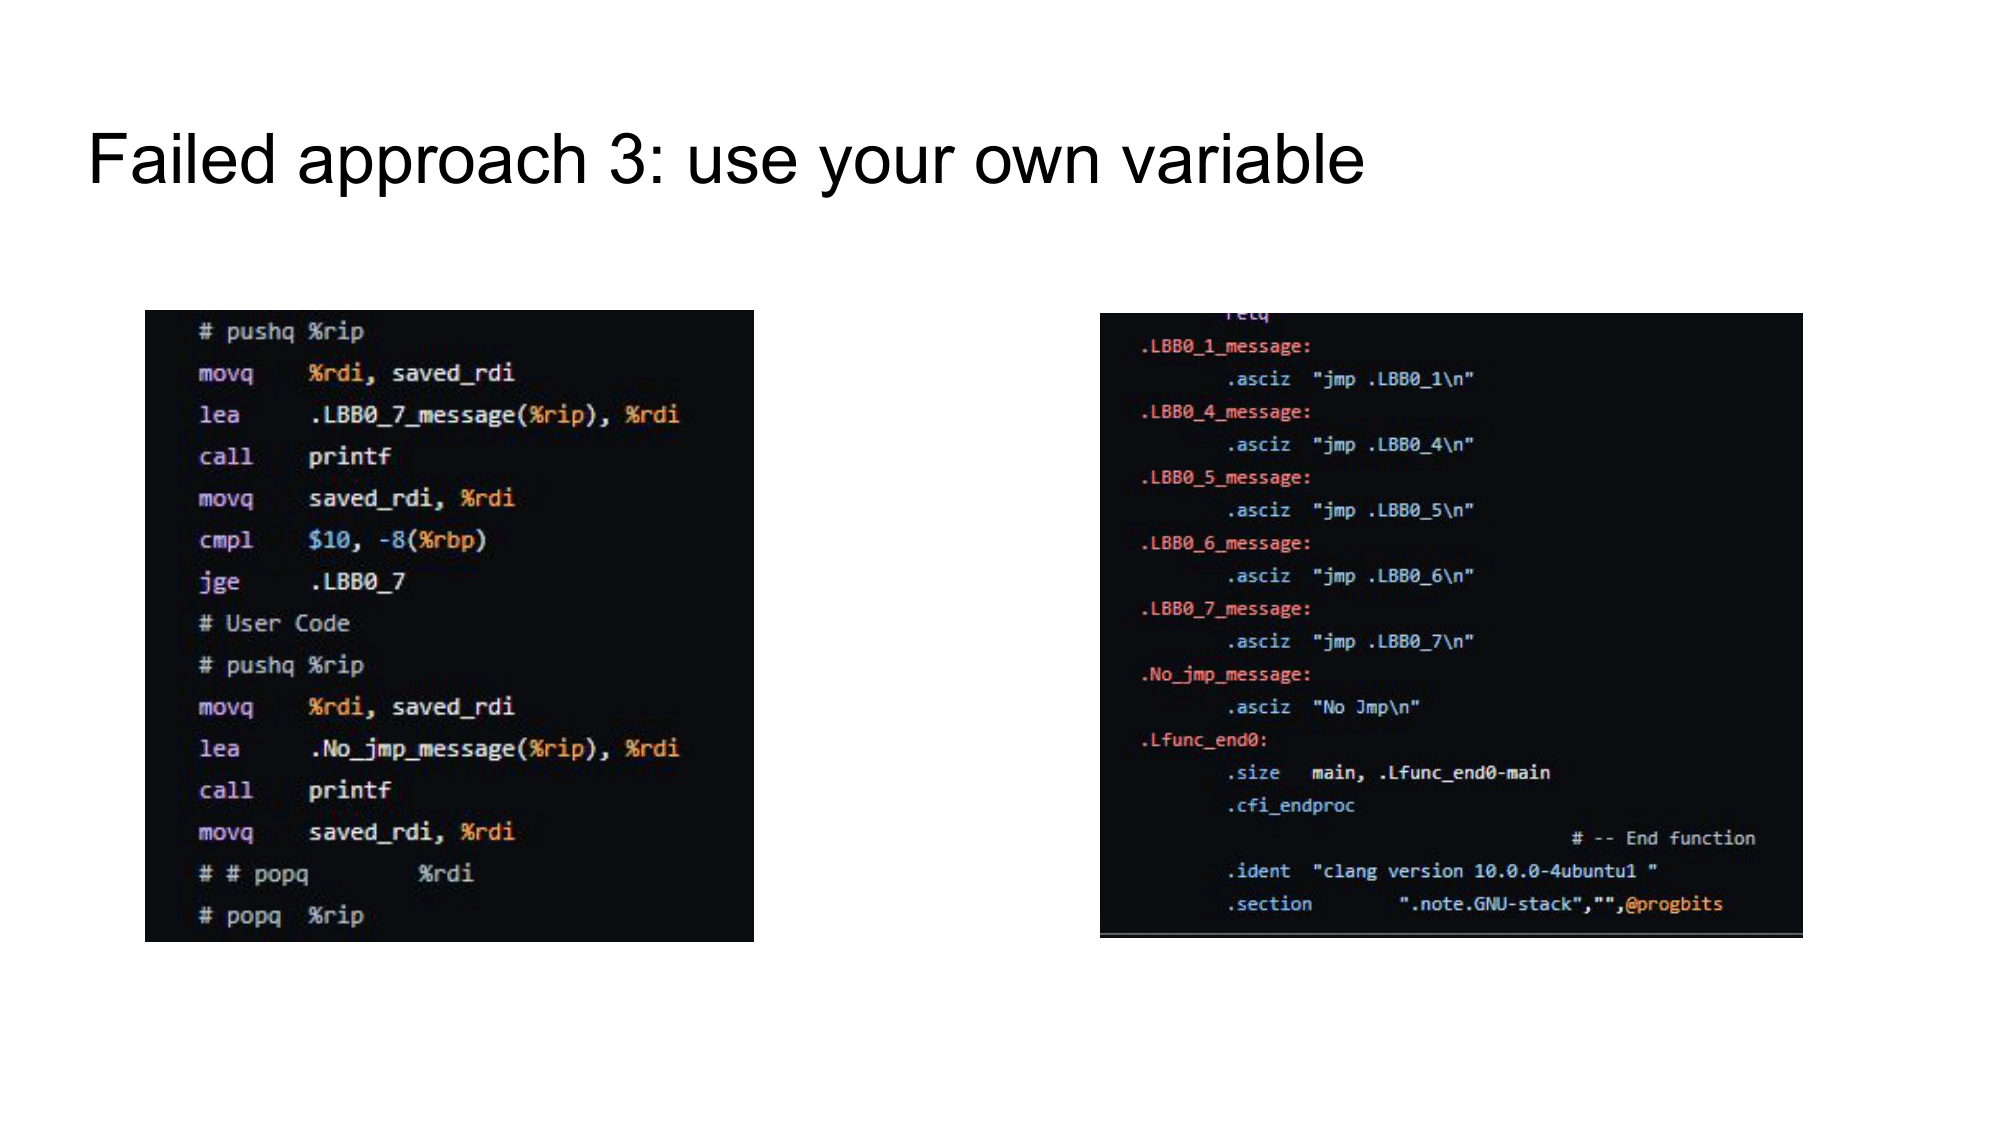 Failed approach 3: use your own variable
# pushq %rip
movq %rdi, saved_rdi
lea .LBB0_7_message(%rip), %rdi
call printf
movq saved_rdi, %rdi
cmpl $10, -8(%rbp)
jge .LBB0_7
# User Code
# pushq %rip
movq %rdi, saved_rdi
lea .No_jmp_message(%rip), %rdi
call printf
movq saved_rdi, %rdi
# # popq %rdi
# popq %rip
retq
.LBB0_1_message:
.asciz "jmp .LBB0_1\n"
.LBB0_4_message:
.asciz "jmp .LBB0_4\n"
.LBB0_5_message:
.asciz "jmp .LBB0_5\n"
.LBB0_6_message:
.asciz "jmp .LBB0_6\n"
.LBB0_7_message:
.asciz "jmp .LBB0_7\n"
.No_jmp_message:
.asciz "No Jmp\n"
.Lfunc_end0:
.size main, .Lfunc_end0-main
.cfi_endproc
# -- End function
.ident "clang version 10.0.0-4ubuntu1 "
.section ".note.GNU-stack","",@progbits